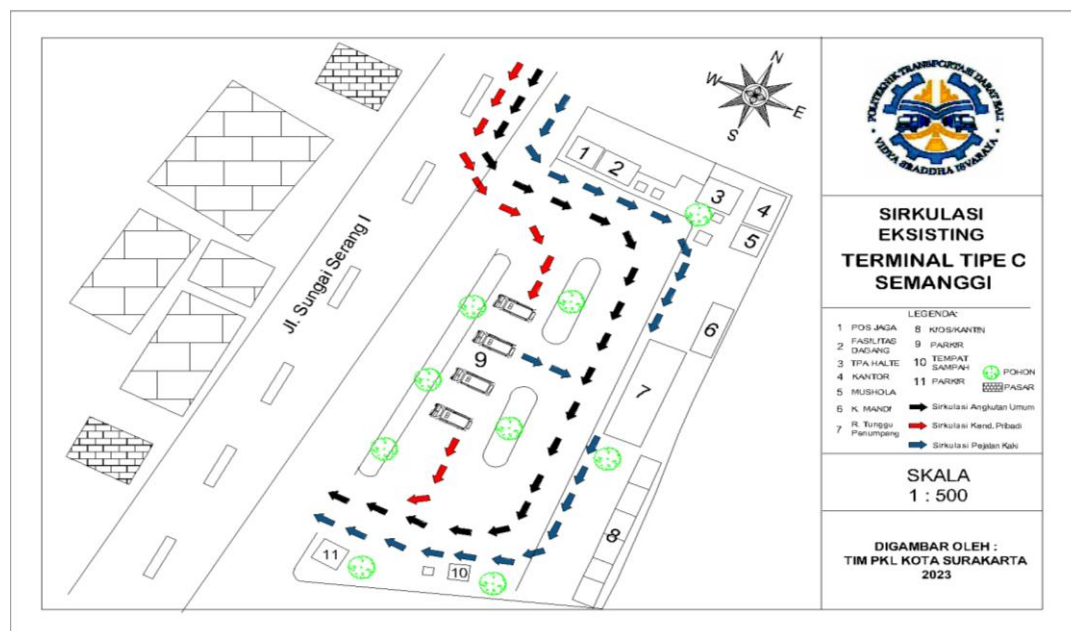 N
W
E
S
Jl. Sungai Serang I
1
2
3
4
5
6
7
8
9
10
11
POLITEKNIK TRANSPORTASI DARAT BALI
SIRKULASI
EKSISTING
TERMINAL TIPE C
SEMANGGI
LEGENDA:
1 POS JAGA
2 FASILITAS
DAGANG
3 TPA HALTE
4 KANTOR
5 MUSHOLA
6 K. MANDI
7 R. Tunggu
Penumpang
8 KIOS/KANTIN
9 PARKIR
10 TEMPAT
SAMPAH
11 PARKIR
POHON
PASAR
Sirkulasi Angkutan Umum
Sirkulasi Kend. Pribadi
Sirkulasi Pejalan Kaki
SKALA
1 : 500
DIGAMBAR OLEH :
TIM PKL KOTA SURAKARTA
2023